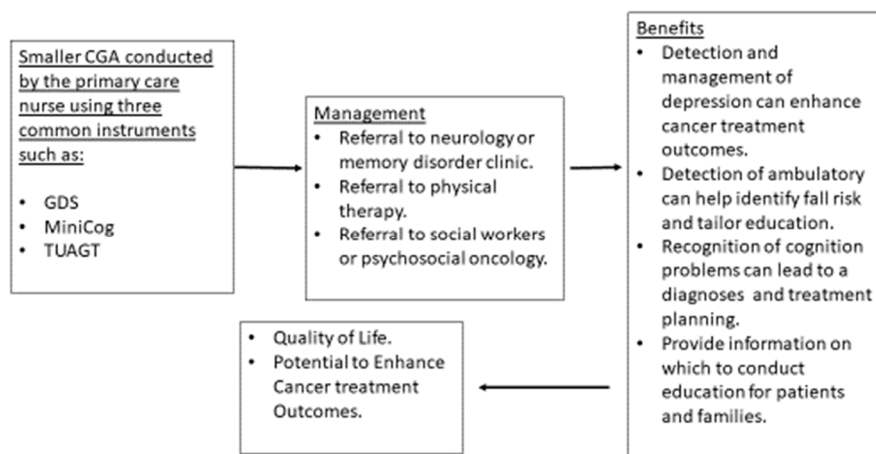 Smaller CGA conducted
by the primary care
nurse using three
common instruments
such as:
• GDS
• MiniCog
• TUAGT
Management
• Referral to neurology or
memory disorder clinic.
• Referral to physical
therapy.
• Referral to social workers
or psychosocial oncology.
Benefits
• Detection and
management of
depression can enhance
cancer treatment
outcomes.
• Detection of ambulatory
can help identify fall risk
and tailor education.
• Recognition of cognition
problems can lead to a
diagnoses and treatment
planning.
• Provide information on
which to conduct
education for patients
and families.
• Quality of Life.
• Potential to Enhance
Cancer treatment
Outcomes.